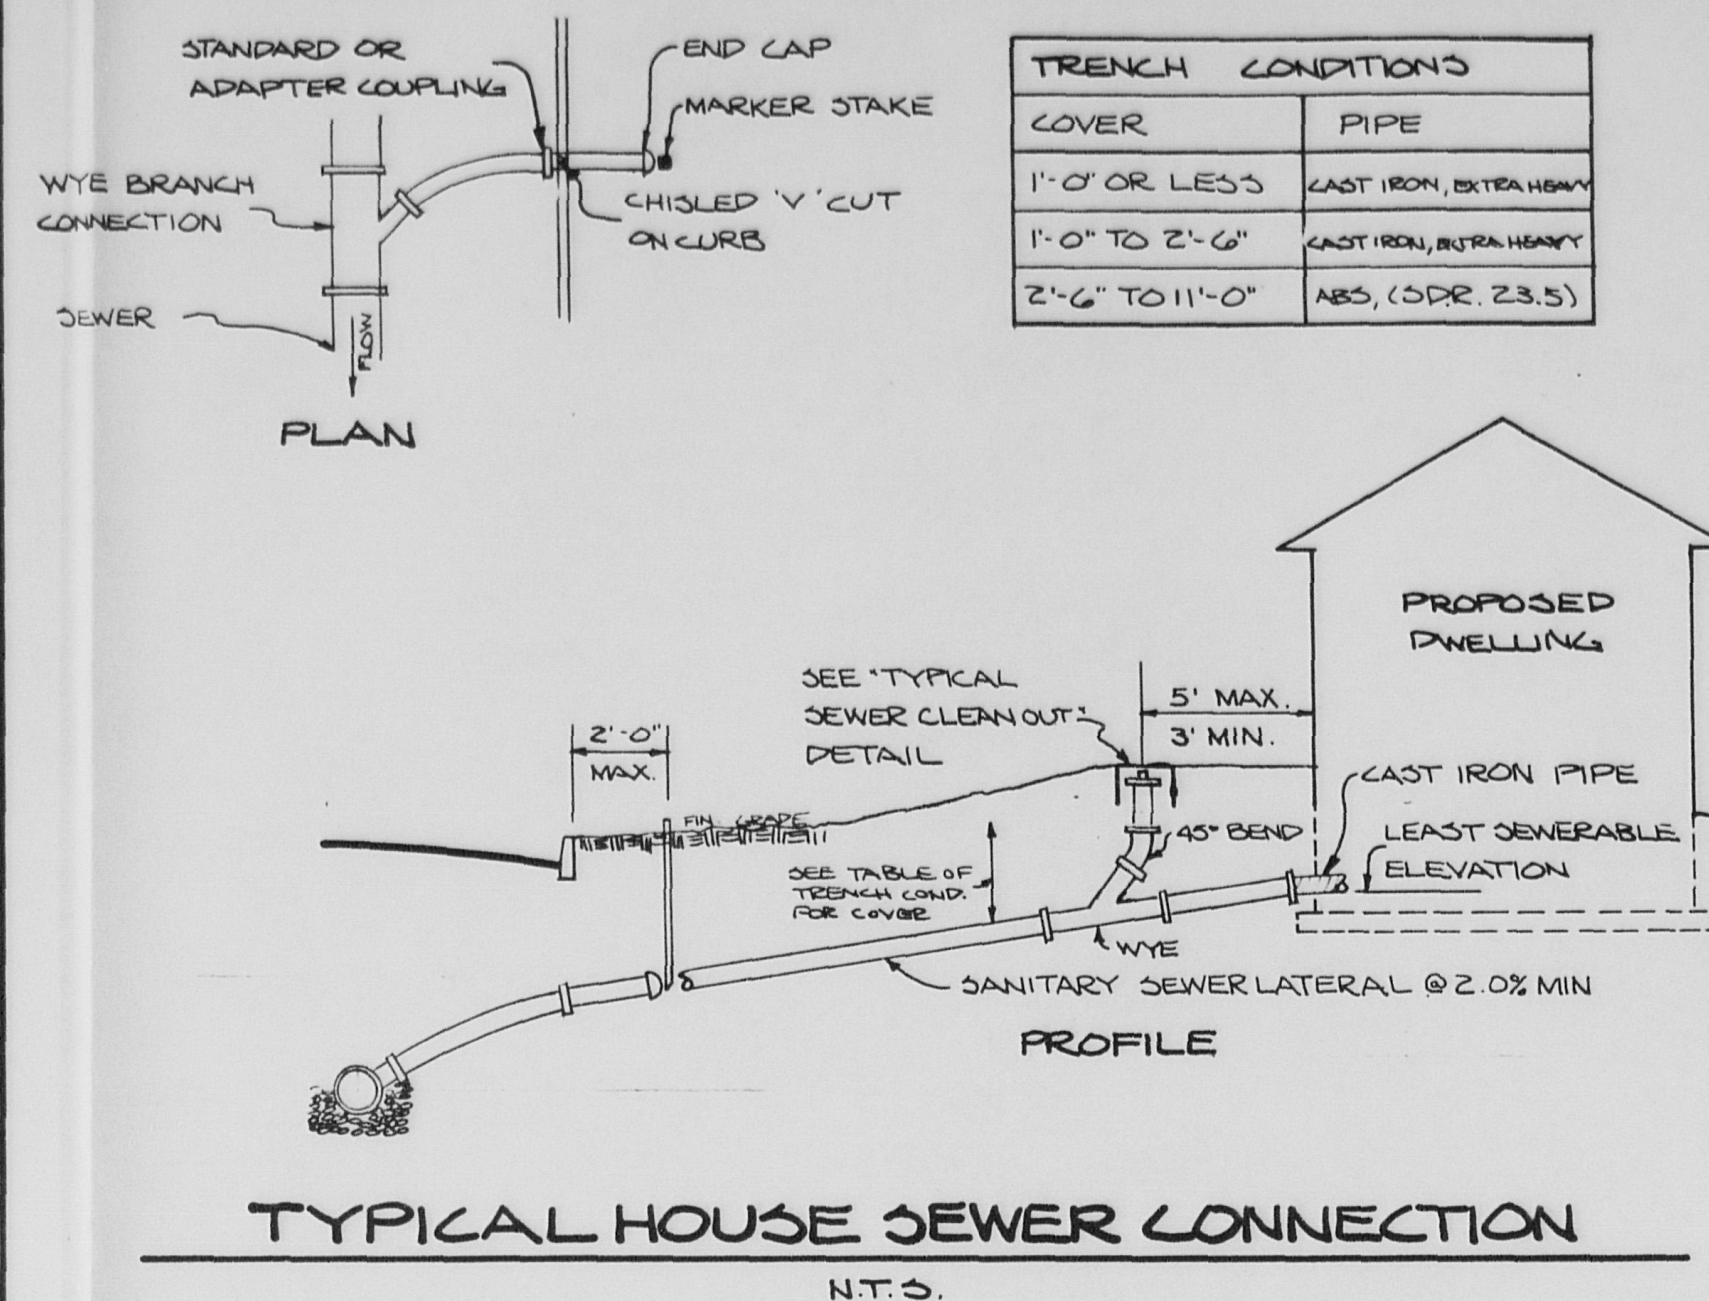 STANDARD OR
ADAPTER COUPLING
END CAP
MARKER STAKE
WYE BRANCH
CONNECTION
CHISLED 'V' CUT
ON CURB
SEWER
FLOW
PLAN
TRENCH CONDITIONS
COVER PIPE
1'-0" OR LESS CAST IRON, EXTRA HEAVY
1'-0" TO 2'-6" CAST IRON, EXTRA HEAVY
2'-6" TO 11'-0" ABS, (S.D.R. 23.5)
PROPOSED
DWELLING
SEE "TYPICAL
SEWER CLEAN OUT"
DETAIL
5' MAX.
3' MIN.
2'-0"
MAX.
CAST IRON PIPE
FIN. GRADE
45° BEND
LEAST SEWERABLE
ELEVATION
SEE TABLE OF
TRENCH COND.
FOR COVER
WYE
SANITARY SEWER LATERAL @ 2.0% MIN
PROFILE
TYPICAL HOUSE SEWER CONNECTION
N.T.S.